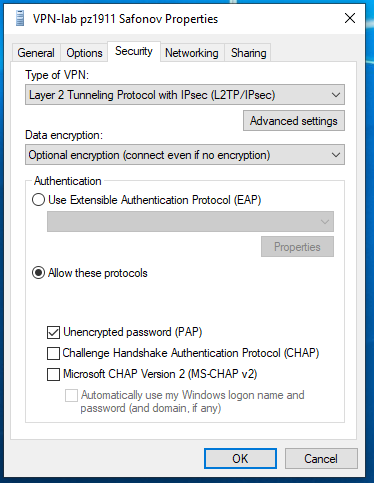 VPN-lab pz1911 Safonov Properties
General Options Security Networking Sharing
Type of VPN:
Layer 2 Tunneling Protocol with IPsec (L2TP/IPsec)
Advanced settings
Data encryption:
Optional encryption (connect even if no encryption)
Authentication
Use Extensible Authentication Protocol (EAP)
Properties
Allow these protocols
Unencrypted password (PAP)
Challenge Handshake Authentication Protocol (CHAP)
Microsoft CHAP Version 2 (MS-CHAP v2)
Automatically use my Windows logon name and
password (and domain, if any)
OK Cancel